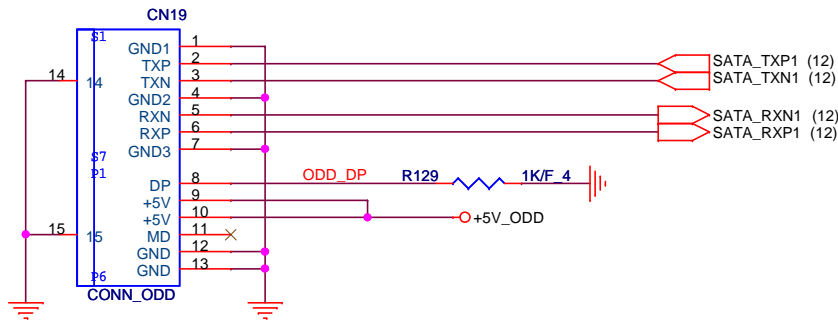 CN19
S1
GND1 1
TXP 2 SATA_TXP1 (12)
14 14 TXN 3 SATA_TXN1 (12)
GND2 4
RXN 5 SATA_RXN1 (12)
RXP 6 SATA_RXP1 (12)
S7 GND3 7
P1
DP 8 ODD_DP R129 1K/F_4
+5V 9
+5V 10 +5V_ODD
15 15 MD 11
GND 12
P6 GND 13
CONN_ODD